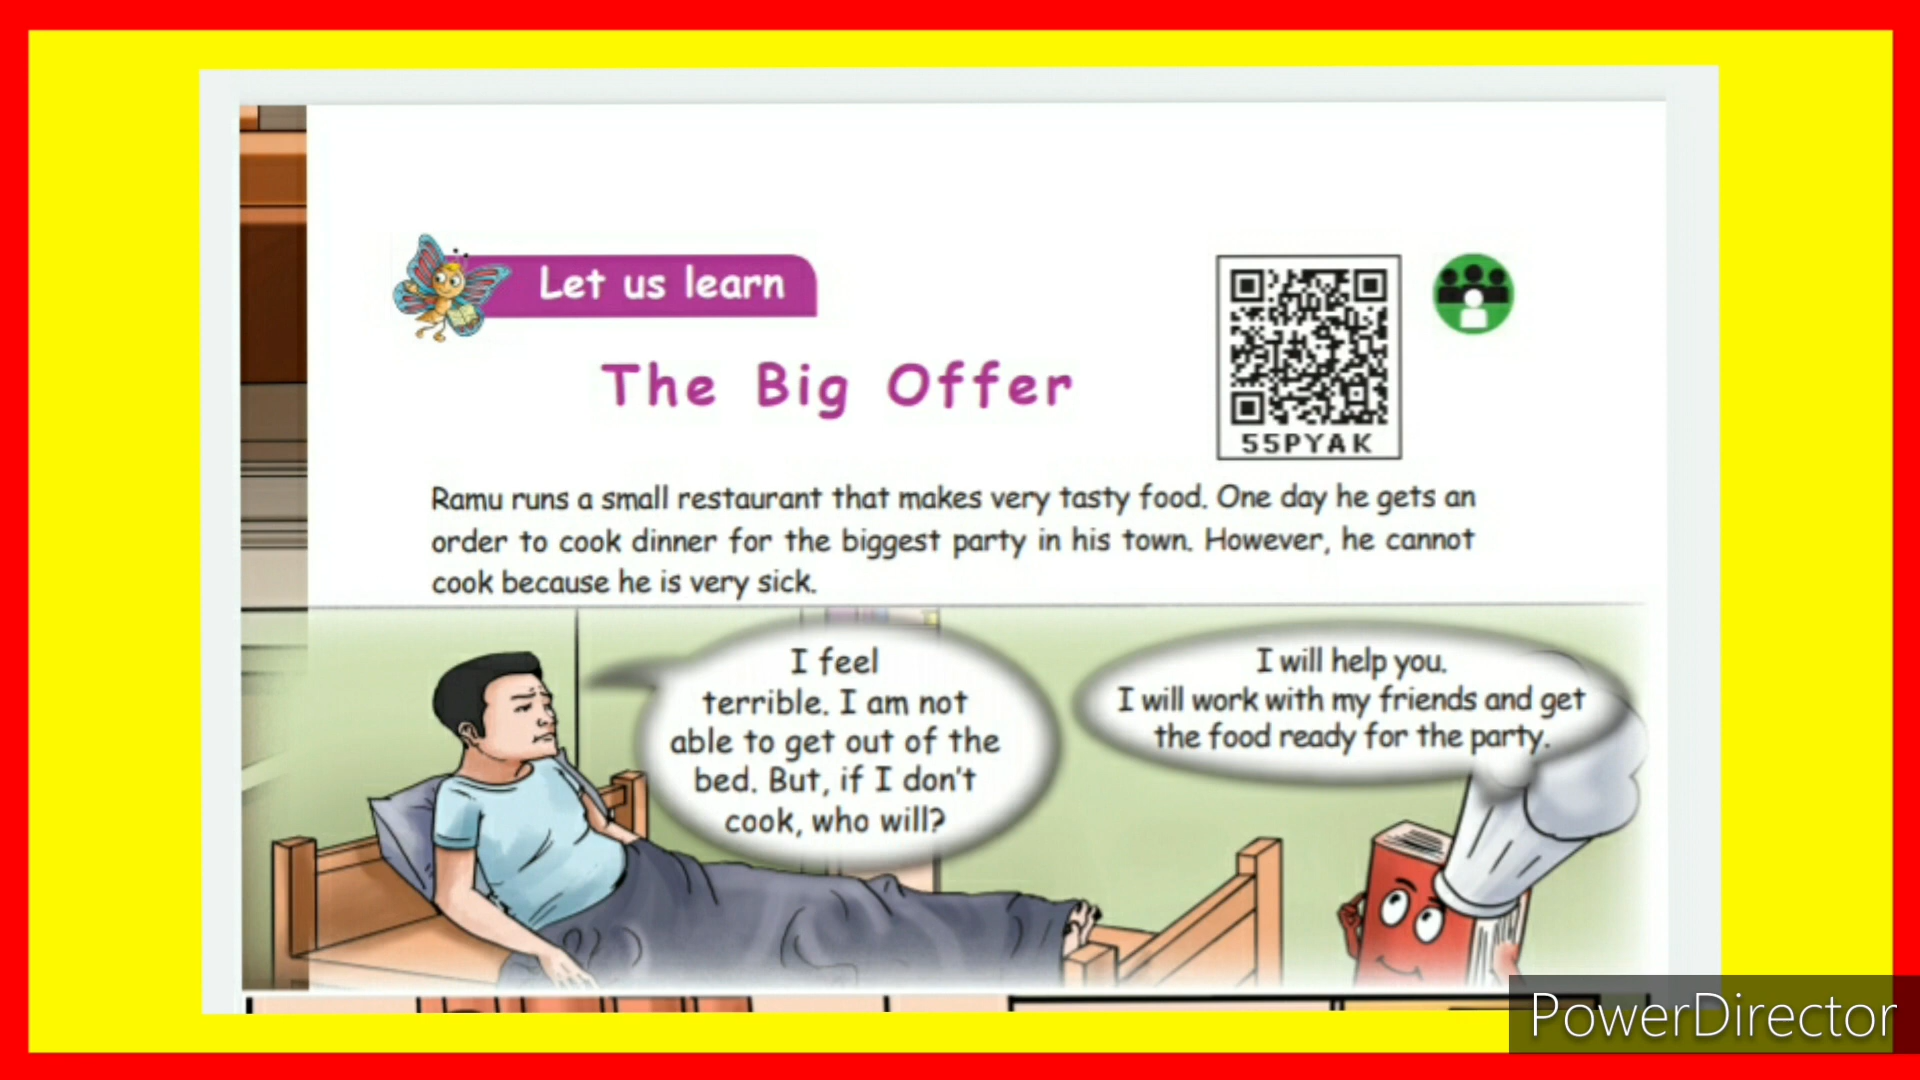 Let us learn
The Big Offer
55PYAK
Ramu runs a small restaurant that makes very tasty food. One day he gets an
order to cook dinner for the biggest party in his town. However, he cannot
cook because he is very sick.
I feel
terrible. I am not
able to get out of the
bed. But, if I don't
cook, who will?
I will help you.
I will work with my friends and get
the food ready for the party.
PowerDirector